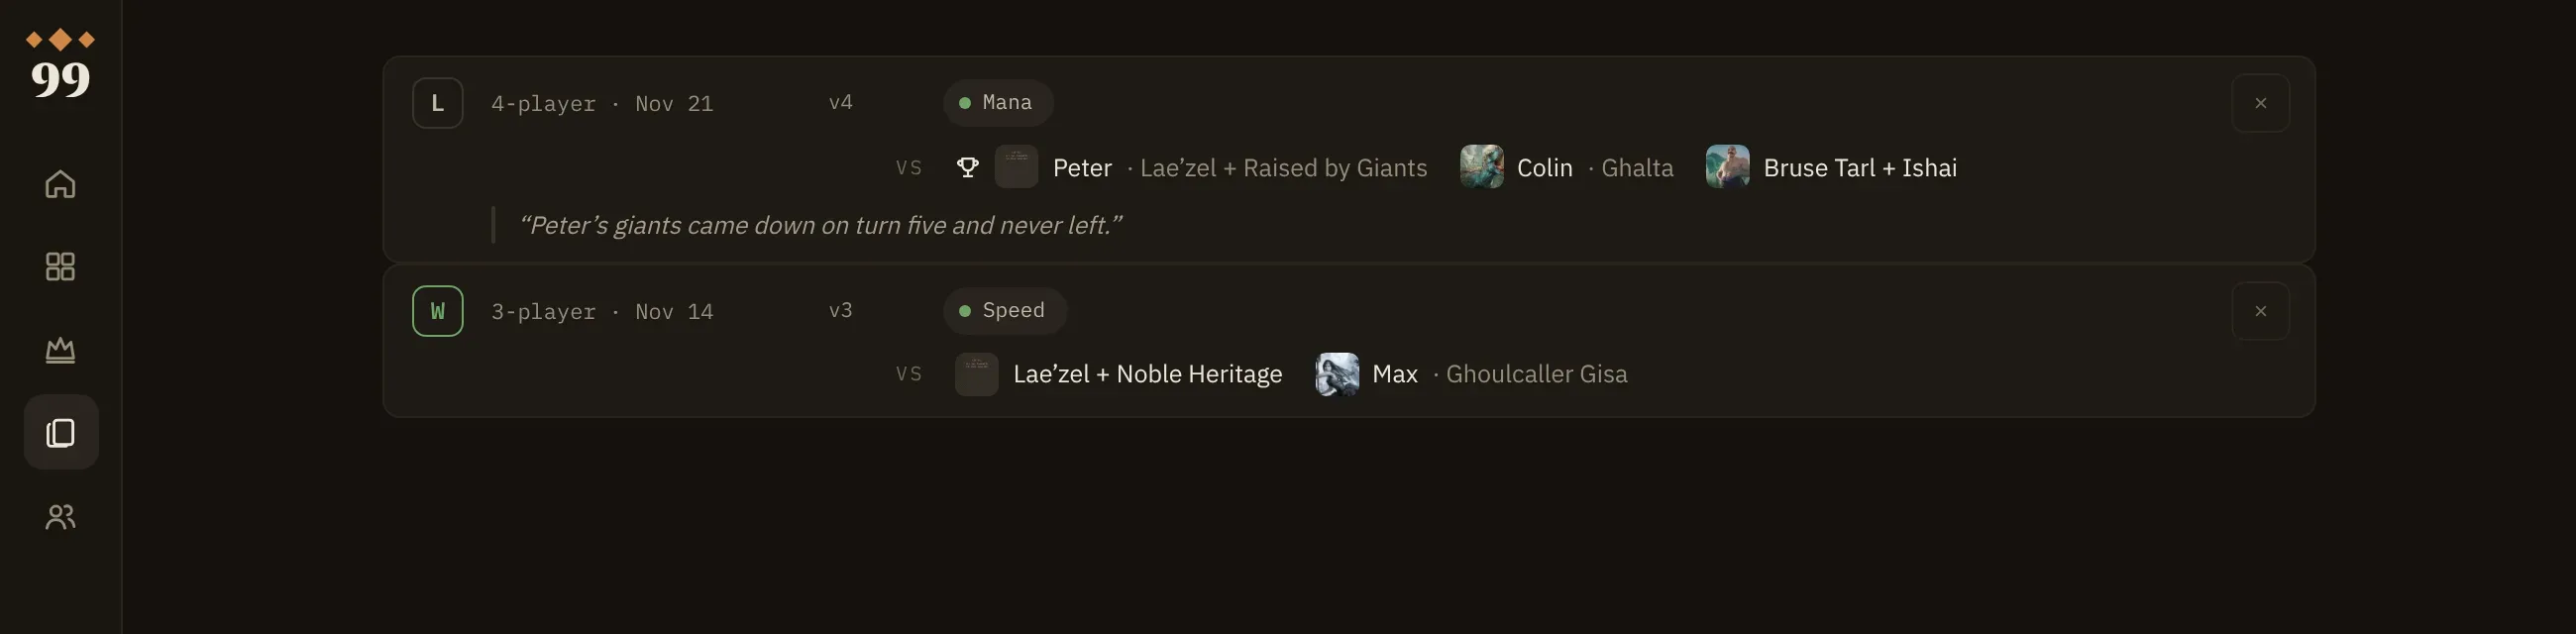 99
L 4-player · Nov 21 v4 Mana ×
VS Peter · Lae’zel + Raised by Giants Colin · Ghalta Bruse Tarl + Ishai
“Peter’s giants came down on turn five and never left.”
W 3-player · Nov 14 v3 Speed ×
VS Lae’zel + Noble Heritage Max · Ghoulcaller Gisa